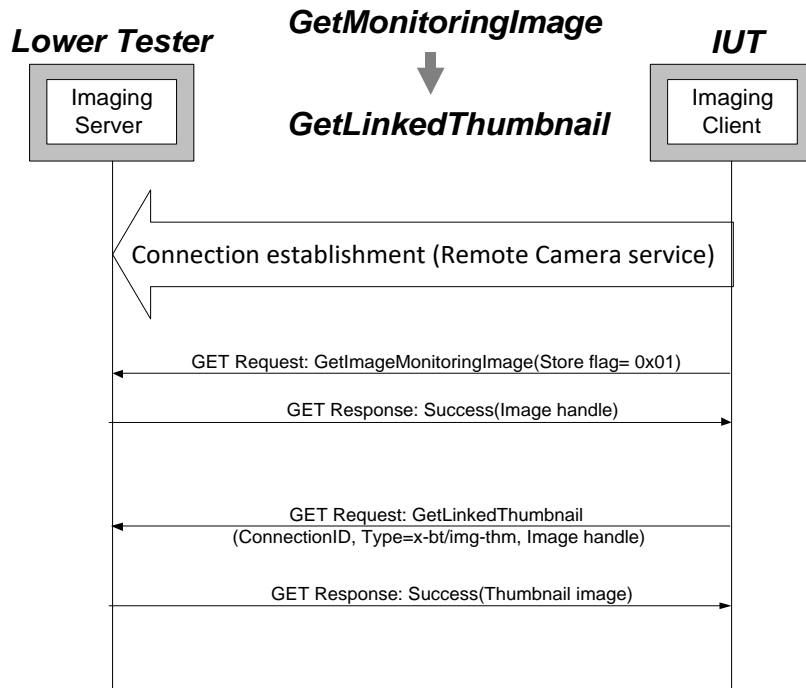 GetMonitoringImage
Lower Tester
IUT
Imaging
Server
Imaging
Client
GetLinkedThumbnail
Connection establishment (Remote Camera service)
GET Request: GetImageMonitoringImage(Store flag= 0x01)
GET Response: Success(Image handle)
GET Request: GetLinkedThumbnail
(ConnectionID, Type=x-bt/img-thm, Image handle)
GET Response: Success(Thumbnail image)